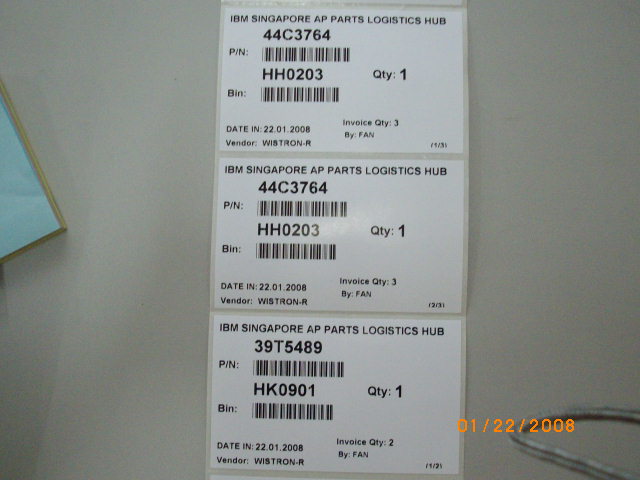 IBM SINGAPORE AP PARTS LOGISTICS HUB
44C3764
P/N:
HH0203 Qty: 1
Bin:
Invoice Qty: 3
DATE IN: 22.01.2008 By: FAN
Vendor: WISTRON-R (1/3)
IBM SINGAPORE AP PARTS LOGISTICS HUB
44C3764
P/N:
HH0203 Qty: 1
Bin:
Invoice Qty: 3
DATE IN: 22.01.2008 By: FAN
Vendor: WISTRON-R (2/3)
IBM SINGAPORE AP PARTS LOGISTICS HUB
39T5489
P/N:
HK0901 Qty: 1
Bin:
Invoice Qty: 2
DATE IN: 22.01.2008 By: FAN
Vendor: WISTRON-R (1/2)
01/22/2008